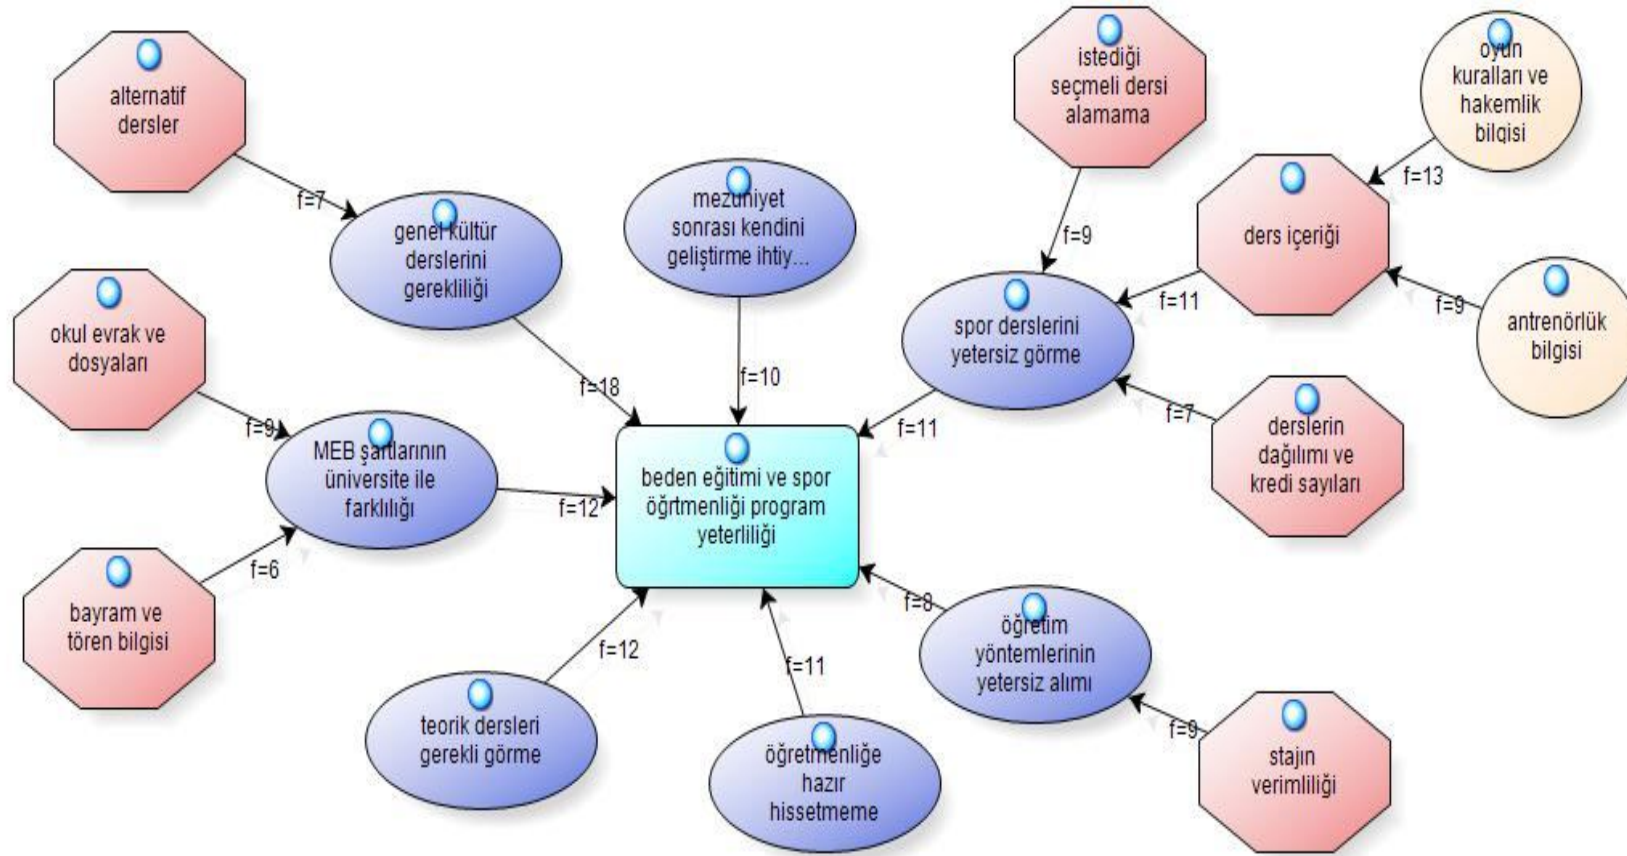 alternatif
dersler
f=7
genel kültür
derslerini
gerekliliği
f=18
mezuniyet
sonrası kendini
geliştirme ihtiy...
f=10
istediği
seçmeli dersi
alamama
f=9
oyun
kuralları ve
hakemlik
bilgisi
f=13
ders içeriği
f=11
antrenörlük
bilgisi
f=9
spor derslerini
yetersiz görme
f=11
derslerin
dağılımı ve
kredi sayıları
f=7
okul evrak ve
dosyaları
f=9
MEB şartlarının
üniversite ile
farklılığı
f=12
bayram ve
tören bilgisi
f=6
beden eğitimi ve spor
öğrtmenliği program
yeterliliği
teorik dersleri
gerekli görme
f=12
öğretmenliğe
hazır
hissetmeme
f=11
öğretim
yöntemlerinin
yetersiz alımı
f=8
stajın
verimliliği
f=9